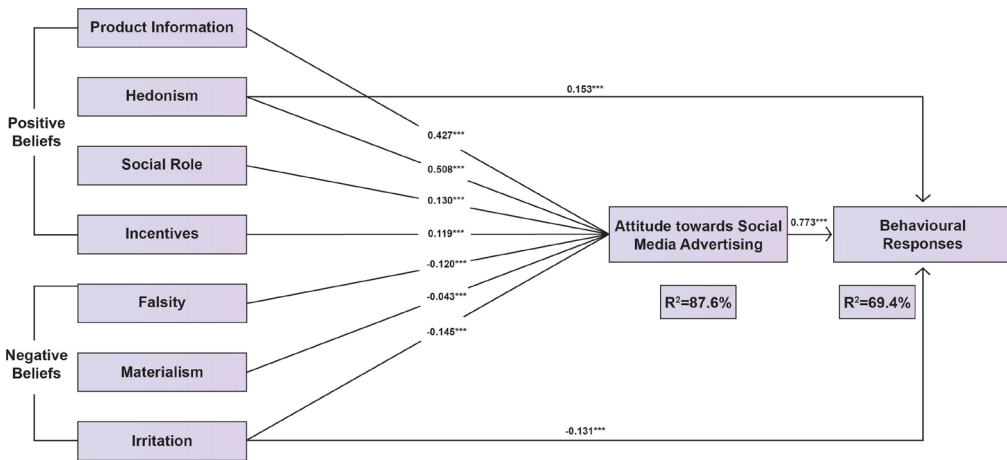 Product Information
Hedonism
0.153***
Positive
Beliefs
0.427***
Social Role
0.508***
0.130***
Incentives
0.119***
Attitude towards Social
Media Advertising
0.773***
Behavioural
Responses
-0.120***
Falsity
-0.043***
R²=87.6%
R²=69.4%
-0.145***
Negative
Beliefs
Materialism
Irritation
-0.131***